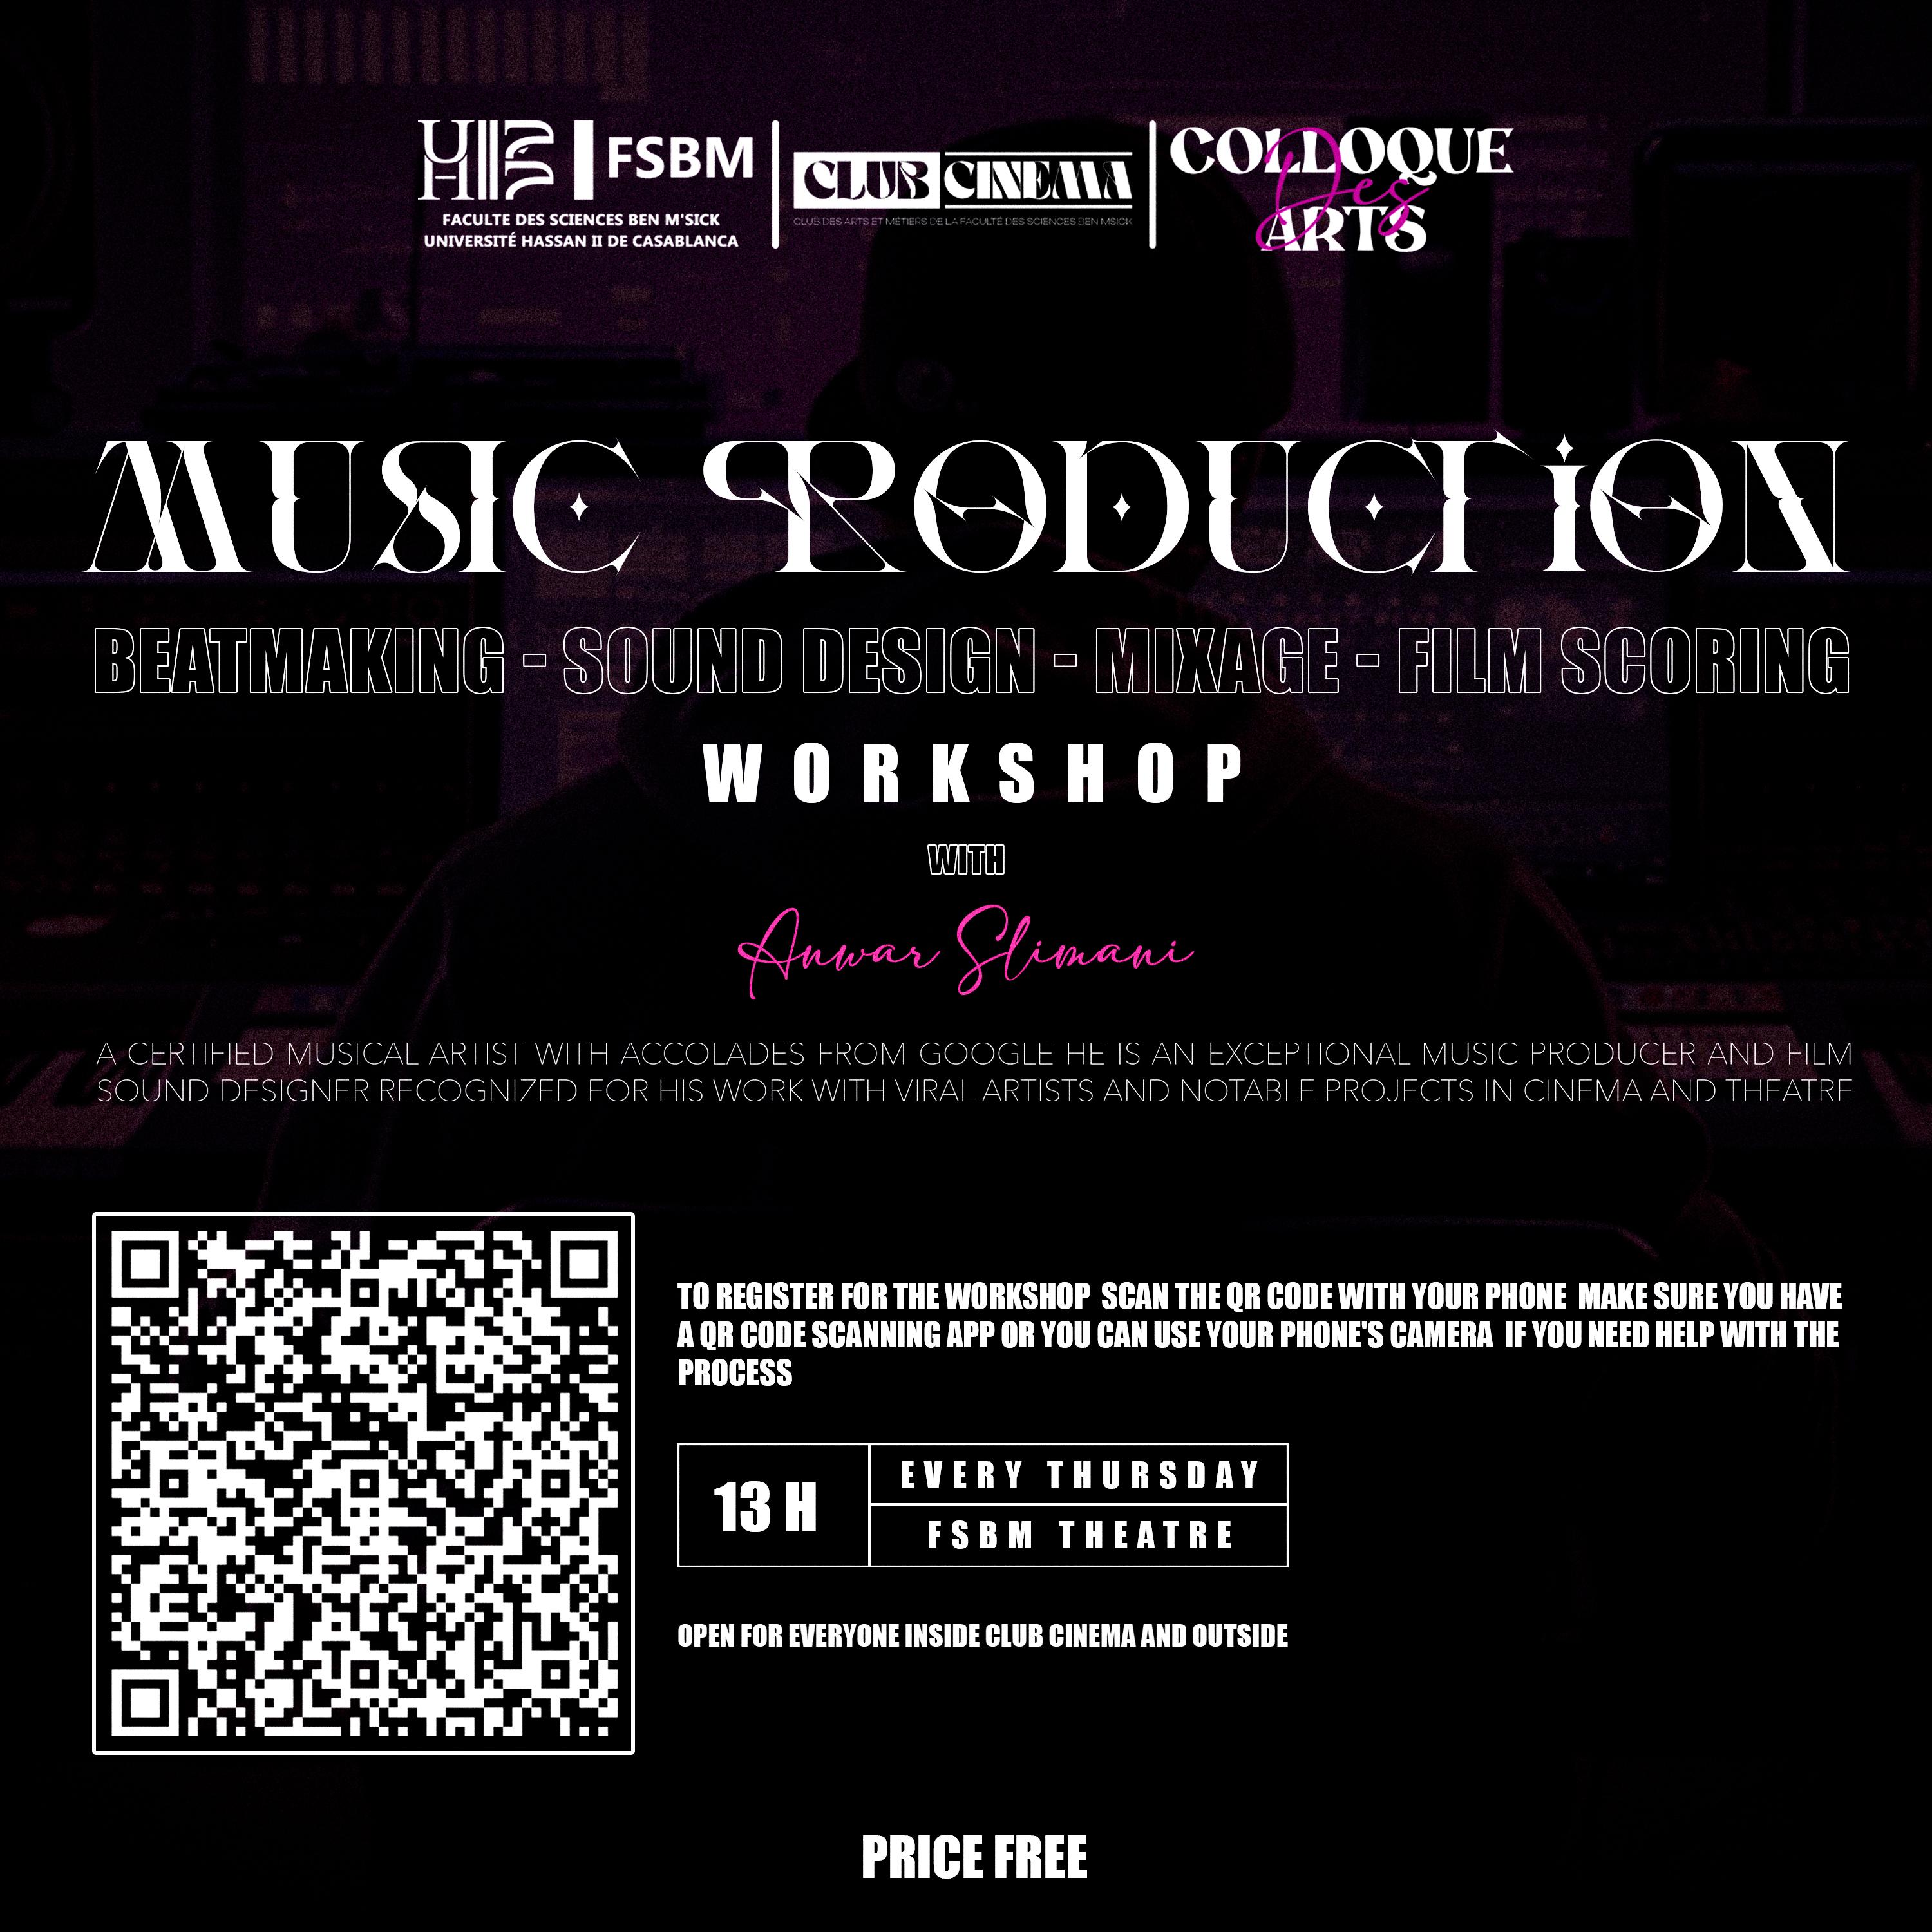 UH2C FSBM
FACULTE DES SCIENCES BEN M'SICK
UNIVERSITÉ HASSAN II DE CASABLANCA
CLUB CINEMA
CLUB DES ARTS ET METIERS DE LA FACULTE DES SCIENCES BEN MSICK
COLLOQUE
Des
ARTS
MUSIC PRODUCTION
BEATMAKING - SOUND DESIGN - MIXAGE - FILM SCORING
WORKSHOP
WITH
Anwar Slimani
A CERTIFIED MUSICAL ARTIST WITH ACCOLADES FROM GOOGLE HE IS AN EXCEPTIONAL MUSIC PRODUCER AND FILM
SOUND DESIGNER RECOGNIZED FOR HIS WORK WITH VIRAL ARTISTS AND NOTABLE PROJECTS IN CINEMA AND THEATRE
TO REGISTER FOR THE WORKSHOP SCAN THE QR CODE WITH YOUR PHONE MAKE SURE YOU HAVE
A QR CODE SCANNING APP OR YOU CAN USE YOUR PHONE'S CAMERA IF YOU NEED HELP WITH THE
PROCESS
13 H
EVERY THURSDAY
FSBM THEATRE
OPEN FOR EVERYONE INSIDE CLUB CINEMA AND OUTSIDE
PRICE FREE